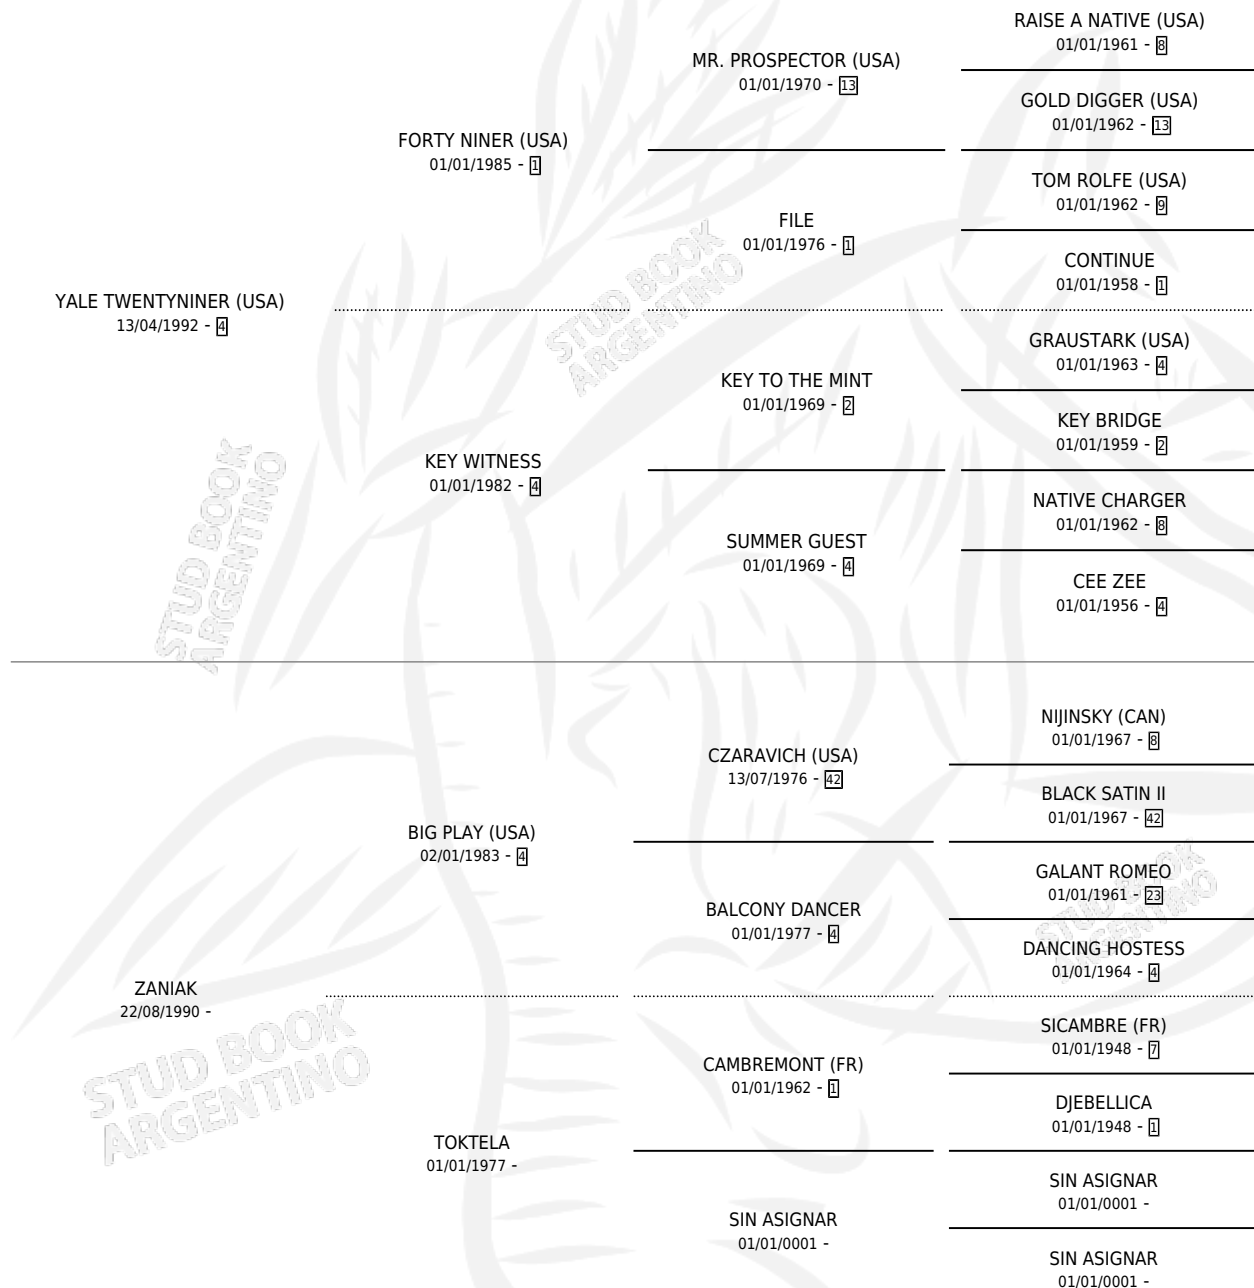 RAISE A NATIVE (USA)
01/01/1961 - 8
MR. PROSPECTOR (USA)
01/01/1970 - 13
GOLD DIGGER (USA)
01/01/1962 - 13
FORTY NINER (USA)
01/01/1985 - 1
TOM ROLFE (USA)
01/01/1962 - 9
FILE
01/01/1976 - 1
CONTINUE
01/01/1958 - 1
YALE TWENTYNINER (USA)
13/04/1992 - 4
GRAUSTARK (USA)
01/01/1963 - 4
KEY TO THE MINT
01/01/1969 - 2
KEY BRIDGE
01/01/1959 - 2
KEY WITNESS
01/01/1982 - 4
NATIVE CHARGER
01/01/1962 - 8
SUMMER GUEST
01/01/1969 - 4
CEE ZEE
01/01/1956 - 4
STUD BOOK
ARGENTINO
STUD BOOK
ARGENTINO
NIJINSKY (CAN)
01/01/1967 - 8
CZARAVICH (USA)
13/07/1976 - 42
BLACK SATIN II
01/01/1967 - 42
BIG PLAY (USA)
02/01/1983 - 4
GALANT ROMEO
01/01/1961 - 23
BALCONY DANCER
01/01/1977 - 4
DANCING HOSTESS
01/01/1964 - 4
ZANIAK
22/08/1990 -
SICAMBRE (FR)
01/01/1948 - 7
CAMBREMONT (FR)
01/01/1962 - 1
DJEBELLICA
01/01/1948 - 1
TOKTELA
01/01/1977 -
SIN ASIGNAR
01/01/0001 -
SIN ASIGNAR
01/01/0001 -
SIN ASIGNAR
01/01/0001 -
STUD BOOK
ARGENTINO
STUD BOOK
ARGENTINO